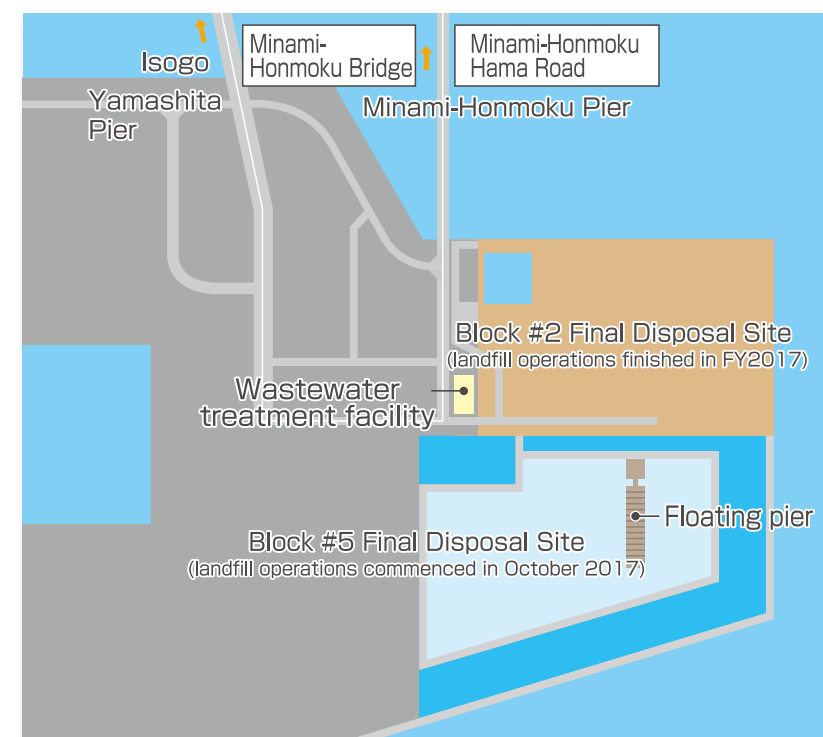 Isogo
Minami-
Honmoku Bridge
Minami-Honmoku
Hama Road
Yamashita
Pier
Minami-Honmoku Pier
Block #2 Final Disposal Site
(landfill operations finished in FY2017)
Wastewater
treatment facility
Floating pier
Block #5 Final Disposal Site
(landfill operations commenced in October 2017)